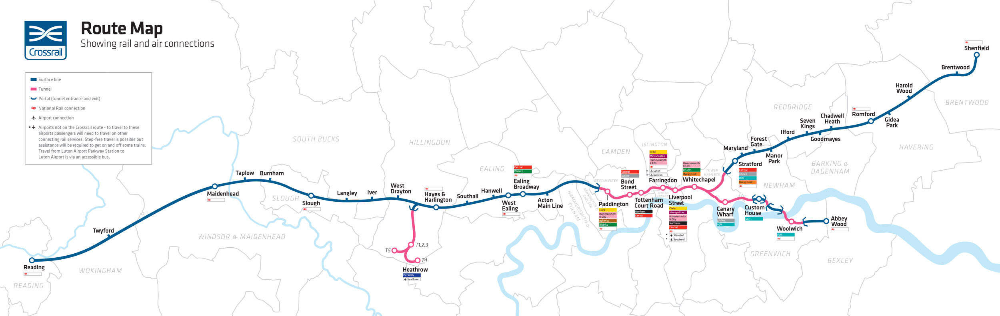 Crossrail
Route Map
Showing rail and air connections
Surface line
Tunnel
Portal (tunnel entrance and exit)
National Rail connection
Airport connection
* Airports not on the Crossrail route - to travel to these
airports passengers will need to travel on other
connecting rail services. Step-free travel is possible but
assistance will be required to get on and off some trains.
Travel from Luton Airport Parkway Station to
Luton Airport is via an accessible bus.
Reading
READING
WOKINGHAM
Twyford
Maidenhead
WINDSOR & MAIDENHEAD
Taplow
Burnham
SLOUGH
Slough
SOUTH BUCKS
Langley
Iver
West
Drayton
HILLINGDON
T5
T1,2,3
T4
Heathrow
Piccadilly
Heathrow
Hayes &
Harlington
Southall
Hanwell
EALING
West
Ealing
Central
District
Ealing
Broadway
Acton
Main Line
HAMMERSMITH &
FULHAM
KENSINGTON &
CHELSEA
WESTMINSTER
Paddington
Circle
Hammersmith
& City
Bakerloo
District
CAMDEN
Central
Jubilee
Bond
Street
Tottenham
Court Road
Northern
Central
ISLINGTON
Circle
Metropolitan
Hammersmith
& City
* Luton
* Gatwick
Farringdon
CITY OF
LONDON
Liverpool
Street
Circle
Metropolitan
Hammersmith
& City
Northern
Central
* Stansted
* Southend
Hammersmith
& City
District
Overground
Whitechapel
TOWER
HAMLETS
Canary
Wharf
Jubilee
DLR
Custom
House
DLR
Woolwich
DLR
Abbey
Wood
GREENWICH
BEXLEY
NEWHAM
Stratford
Central
Jubilee
DLR
Overground
Maryland
Forest
Gate
Manor
Park
Ilford
Seven
Kings
Goodmayes
Chadwell
Heath
REDBRIDGE
BARKING &
DAGENHAM
Romford
Gidea
Park
HAVERING
Harold
Wood
Brentwood
BRENTWOOD
Shenfield